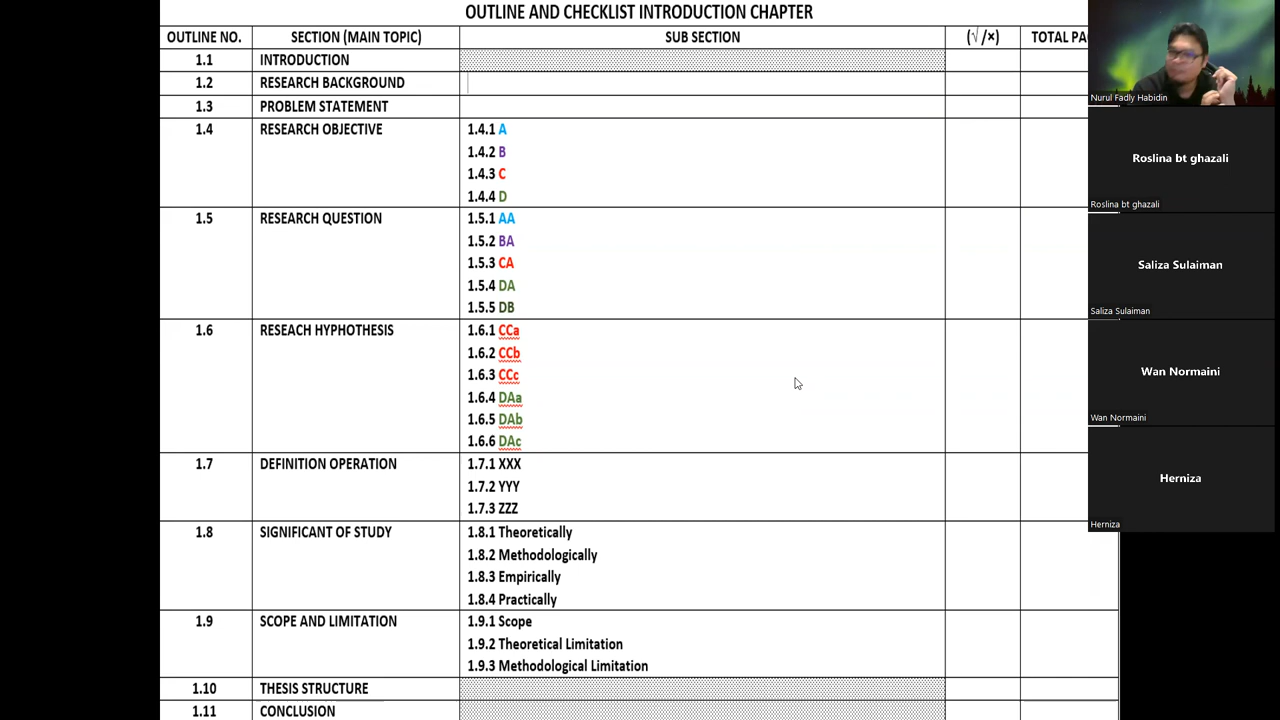 OUTLINE AND CHECKLIST INTRODUCTION CHAPTER
OUTLINE NO. SECTION (MAIN TOPIC) SUB SECTION (√/×) TOTAL PA
1.1 INTRODUCTION
1.2 RESEARCH BACKGROUND
1.3 PROBLEM STATEMENT
1.4 RESEARCH OBJECTIVE 1.4.1 A
1.4.2 B
1.4.3 C
1.4.4 D
1.5 RESEARCH QUESTION 1.5.1 AA
1.5.2 BA
1.5.3 CA
1.5.4 DA
1.5.5 DB
1.6 RESEACH HYPHOTHESIS 1.6.1 CCa
1.6.2 CCb
1.6.3 CCc
1.6.4 DAa
1.6.5 DAb
1.6.6 DAc
1.7 DEFINITION OPERATION 1.7.1 XXX
1.7.2 YYY
1.7.3 ZZZ
1.8 SIGNIFICANT OF STUDY 1.8.1 Theoretically
1.8.2 Methodologically
1.8.3 Empirically
1.8.4 Practically
1.9 SCOPE AND LIMITATION 1.9.1 Scope
1.9.2 Theoretical Limitation
1.9.3 Methodological Limitation
1.10 THESIS STRUCTURE
1.11 CONCLUSION
Nurul Fadly Habidin
Roslina bt ghazali
Roslina bt ghazali
Saliza Sulaiman
Saliza Sulaiman
Wan Normaini
Wan Normaini
Herniza
Herniza